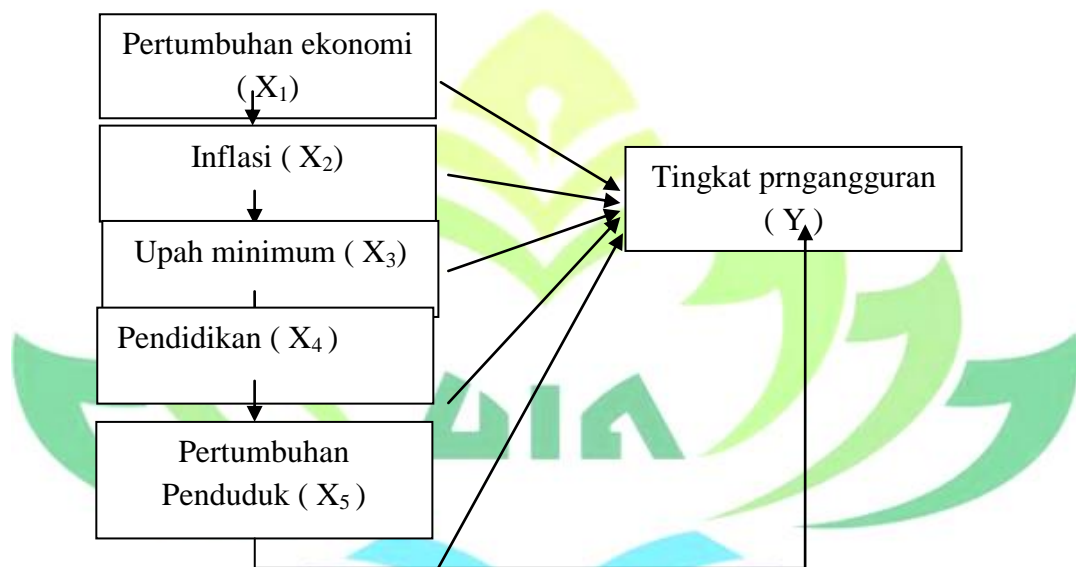 Pertumbuhan ekonomi
( X₁)
Inflasi ( X₂)
Upah minimum ( X₃)
Pendidikan ( X₄ )
Pertumbuhan
Penduduk ( X₅ )
Tingkat prngangguran
( Y )